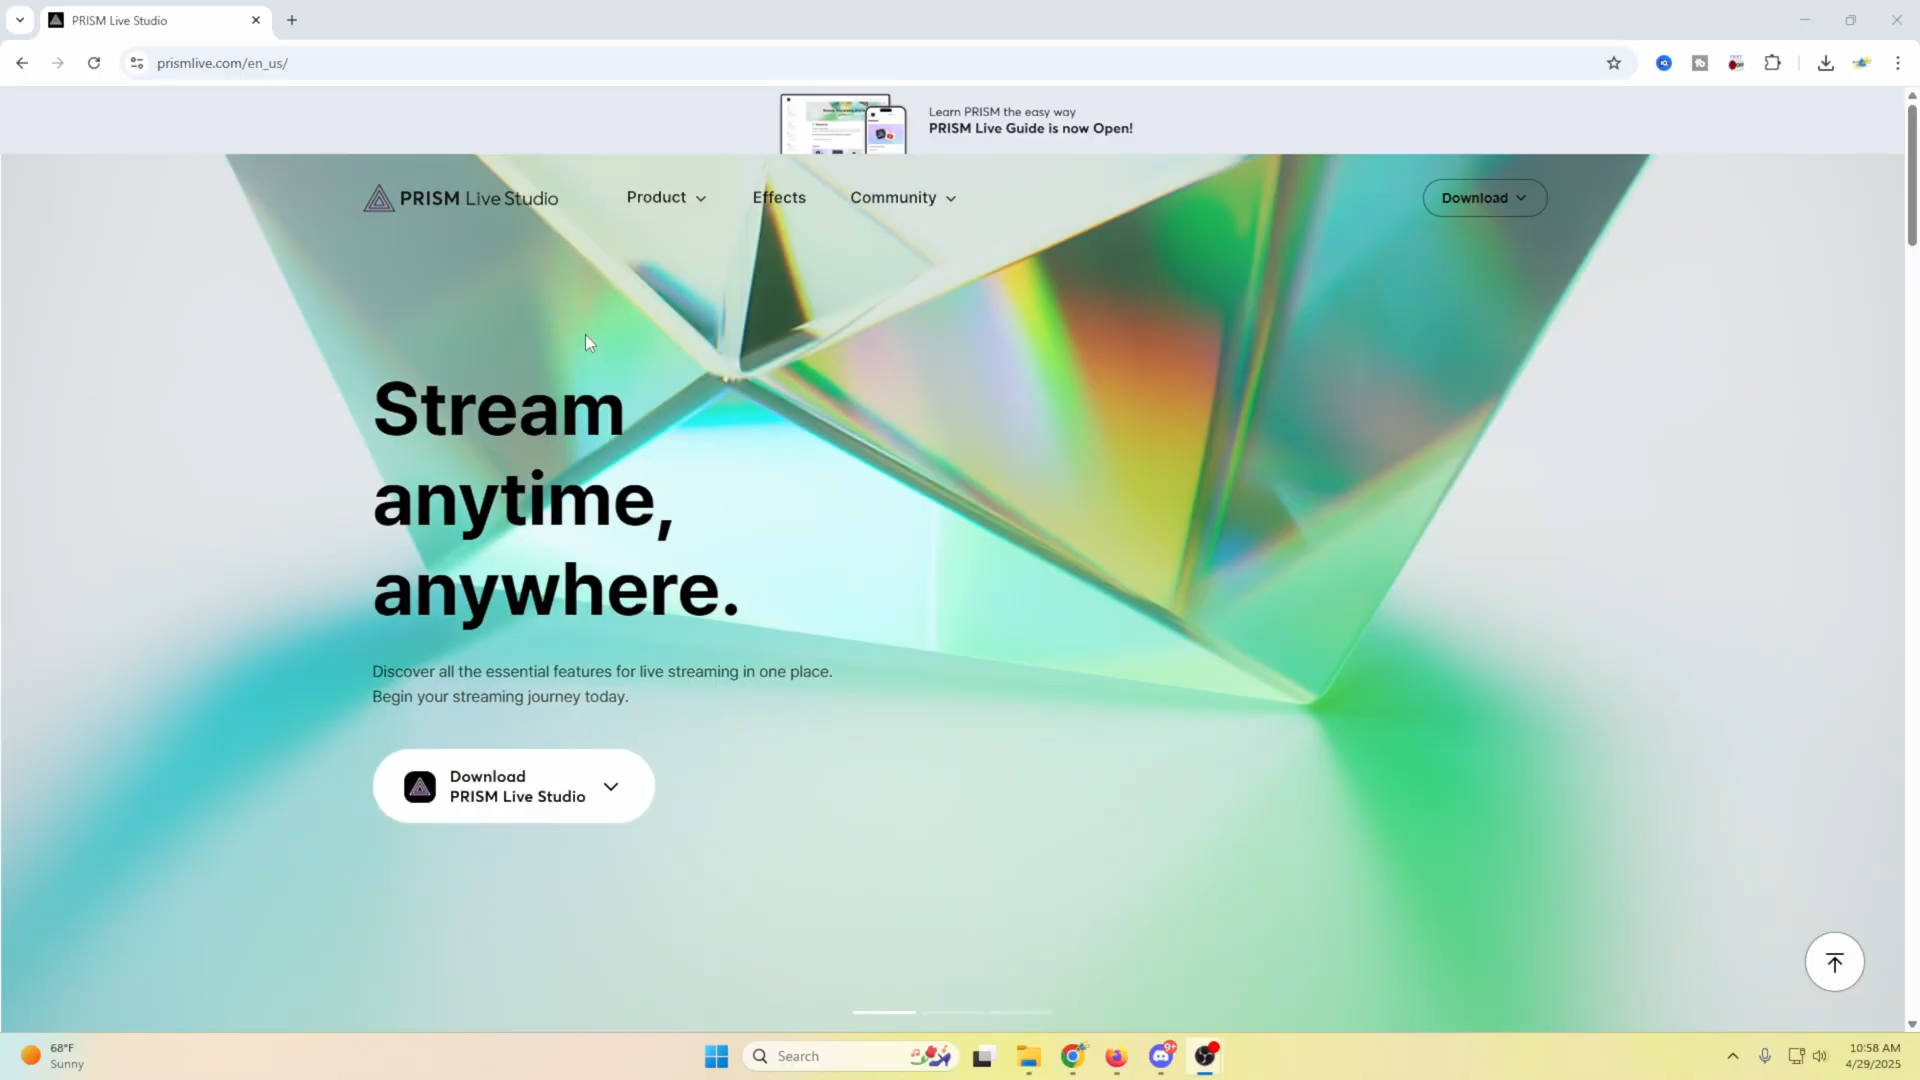 PRISM Live Studio
prismlive.com/en_us/
Learn PRISM the easy way
PRISM Live Guide is now Open!
PRISM Live Studio
Product
Effects
Community
Download
Stream
anytime,
anywhere.
Discover all the essential features for live streaming in one place.
Begin your streaming journey today.
Download
PRISM Live Studio
68°F
Sunny
Search
9+
10:58 AM
4/29/2025